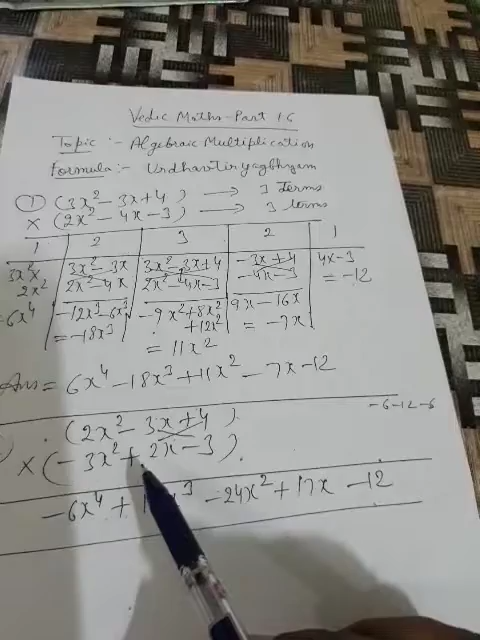 Vedic Maths-Part 16
Topic :- Algebraic Multiplication
Formula:- Urdhavtiryagbhyam
① (3x² - 3x + 4) → 3 Terms
× (2x² - 4x - 3) → 3 terms
1 2 3 2 1
3x² - 3x 3x² - 3x + 4 - 3x + 4 4x - 3
3x²x 2x² - 4x 2x² - 4x - 3 - 4x - 3 = -12
2x²
= 6x⁴ - 12x³ - 6x³ - 9x² + 8x² 9x - 16x
+ 12x²
= - 18x³ = - 7x
= 11x²
Ans = 6x⁴ - 18x³ + 11x² - 7x - 12
- 6 - 12 - 6
(2x² - 3x + 4)
× (- 3x² + 2x - 3)
- 6x⁴ + x³ - 24x² + 17x - 12